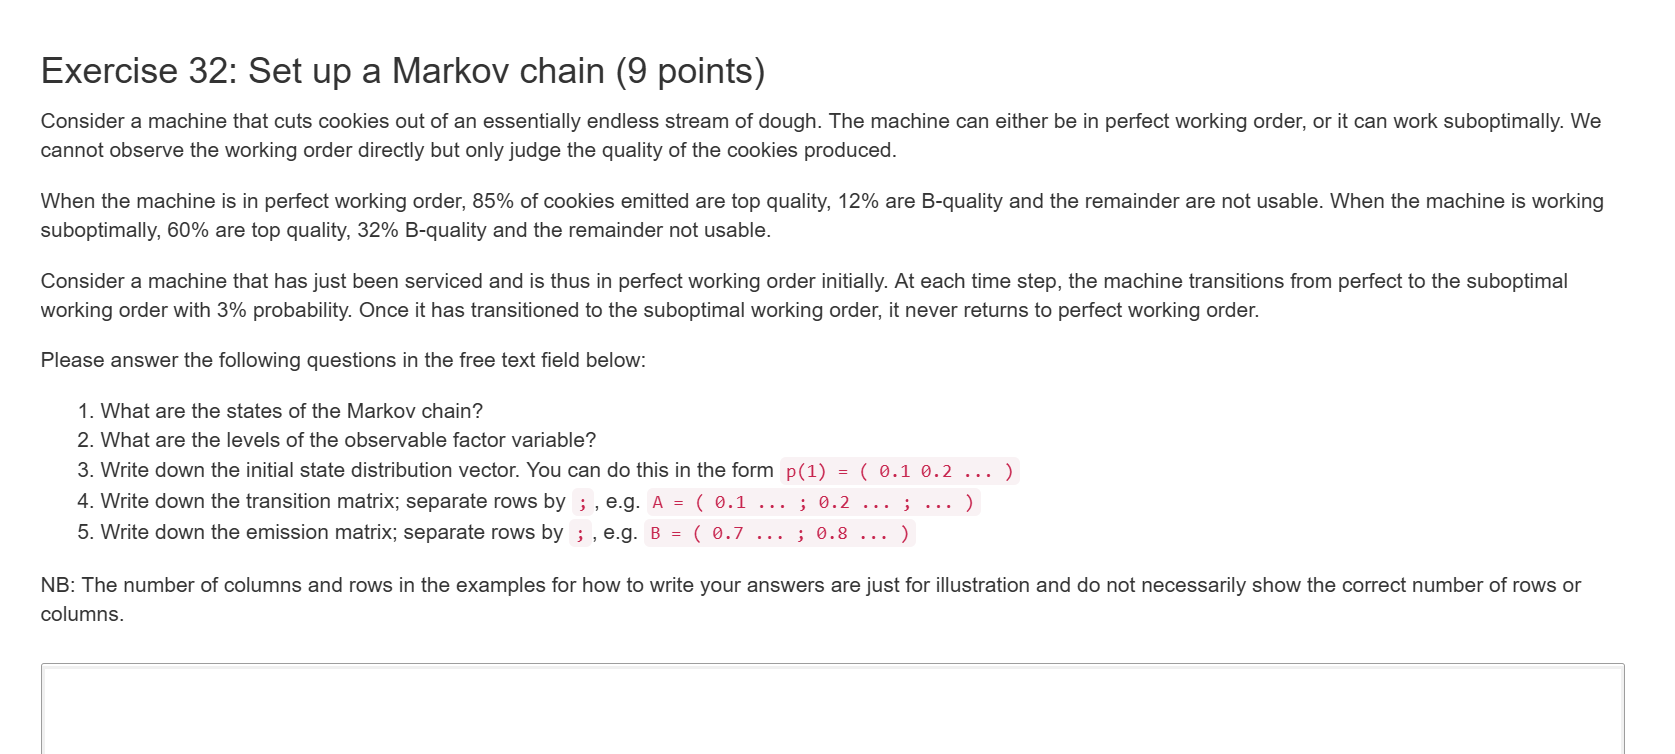 Exercise 32: Set up a Markov chain (9 points)
Consider a machine that cuts cookies out of an essentially endless stream of dough. The machine can either be in perfect working order, or it can work suboptimally. We
cannot observe the working order directly but only judge the quality of the cookies produced.
When the machine is in perfect working order, 85% of cookies emitted are top quality, 12% are B-quality and the remainder are not usable. When the machine is working
suboptimally, 60% are top quality, 32% B-quality and the remainder not usable.
Consider a machine that has just been serviced and is thus in perfect working order initially. At each time step, the machine transitions from perfect to the suboptimal
working order with 3% probability. Once it has transitioned to the suboptimal working order, it never returns to perfect working order.
Please answer the following questions in the free text field below:
1. What are the states of the Markov chain?
2. What are the levels of the observable factor variable?
3. Write down the initial state distribution vector. You can do this in the form p(1) = ( 0.1 0.2 ... )
4. Write down the transition matrix; separate rows by ; , e.g. A = ( 0.1 ... ; 0.2 ... ; ... )
5. Write down the emission matrix; separate rows by ; , e.g. B = ( 0.7 ... ; 0.8 ... )
NB: The number of columns and rows in the examples for how to write your answers are just for illustration and do not necessarily show the correct number of rows or
columns.